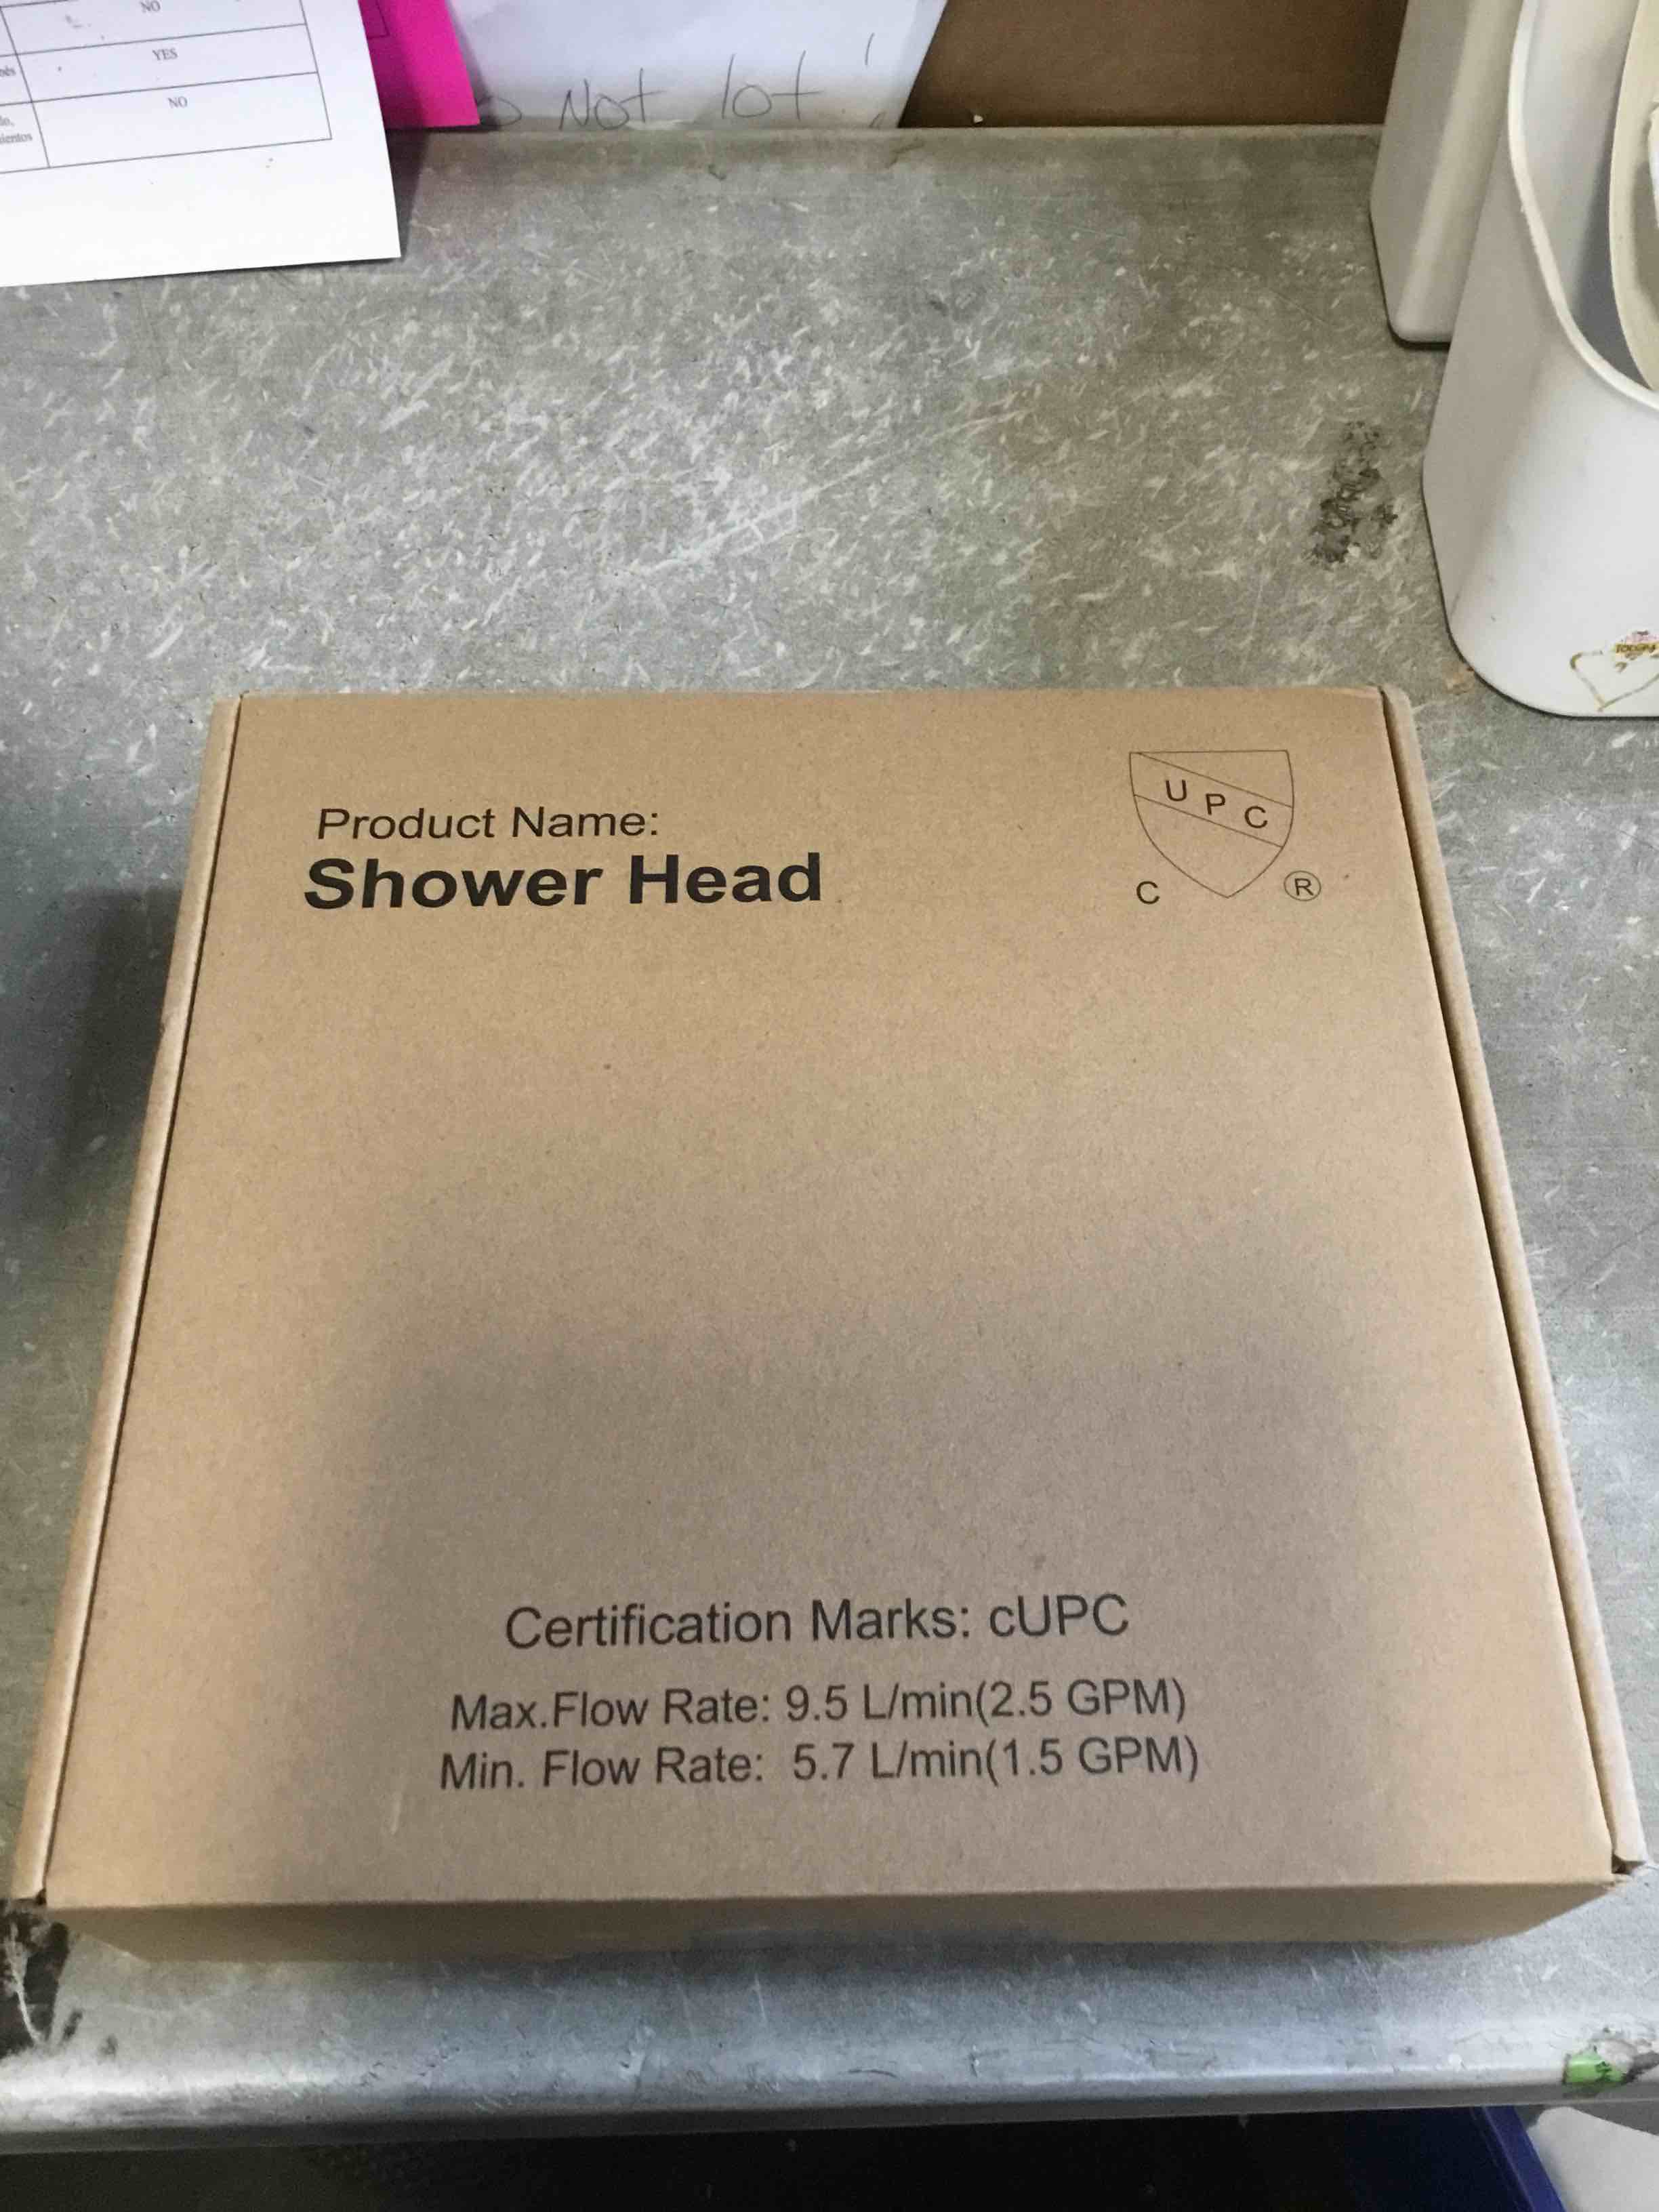 NO
YES
NO
ientos
Not lot !
Product Name:
Shower Head
U P C
C ®
Certification Marks: cUPC
Max.Flow Rate: 9.5 L/min(2.5 GPM)
Min. Flow Rate: 5.7 L/min(1.5 GPM)